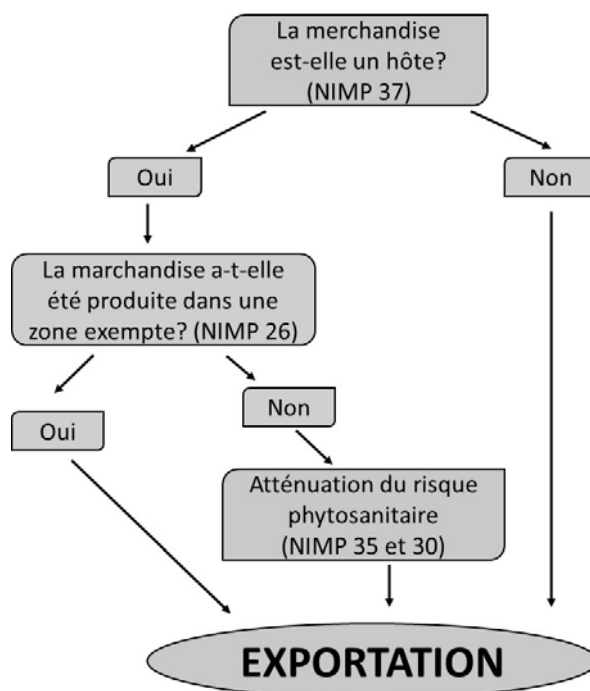 La merchandise
est-elle un hôte?
(NIMP 37)
Oui
Non
La marchandise a-t-elle
été produite dans une
zone exempte? (NIMP 26)
Oui
Non
Atténuation du risque
phytosanitaire
(NIMP 35 et 30)
EXPORTATION